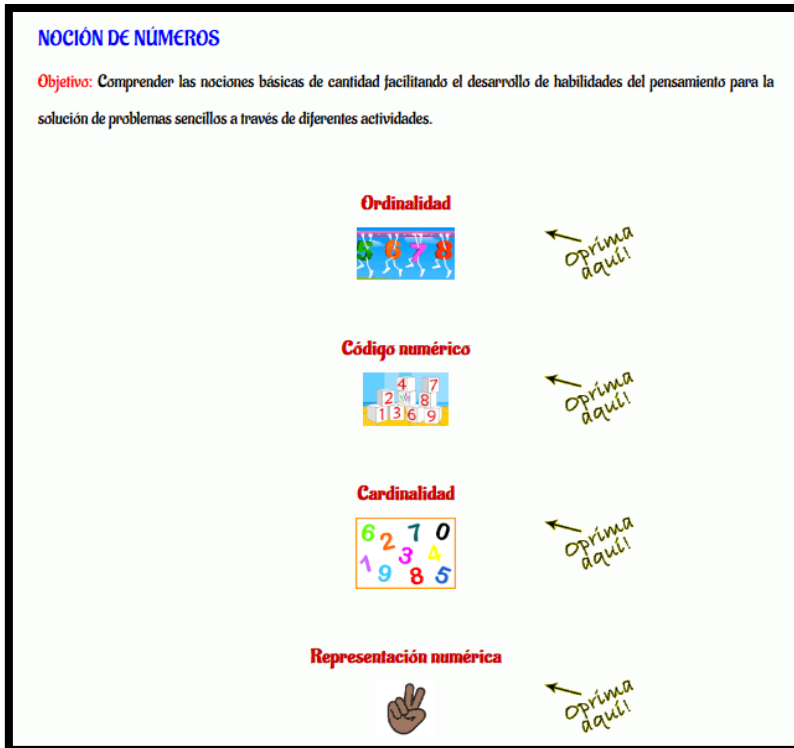 NOCIÓN DE NÚMEROS
Objetivo: Comprender las nociones básicas de cantidad facilitando el desarrollo de habilidades del pensamiento para la
solución de problemas sencillos a través de diferentes actividades.
Ordinalidad
5 6 7 8
oprima
aquí!
Código numérico
4 7
2 8
1 3 6 9
oprima
aquí!
Cardinalidad
6 2 7 0
1 9 3 8 4 5
oprima
aquí!
Representación numérica
oprima
aquí!